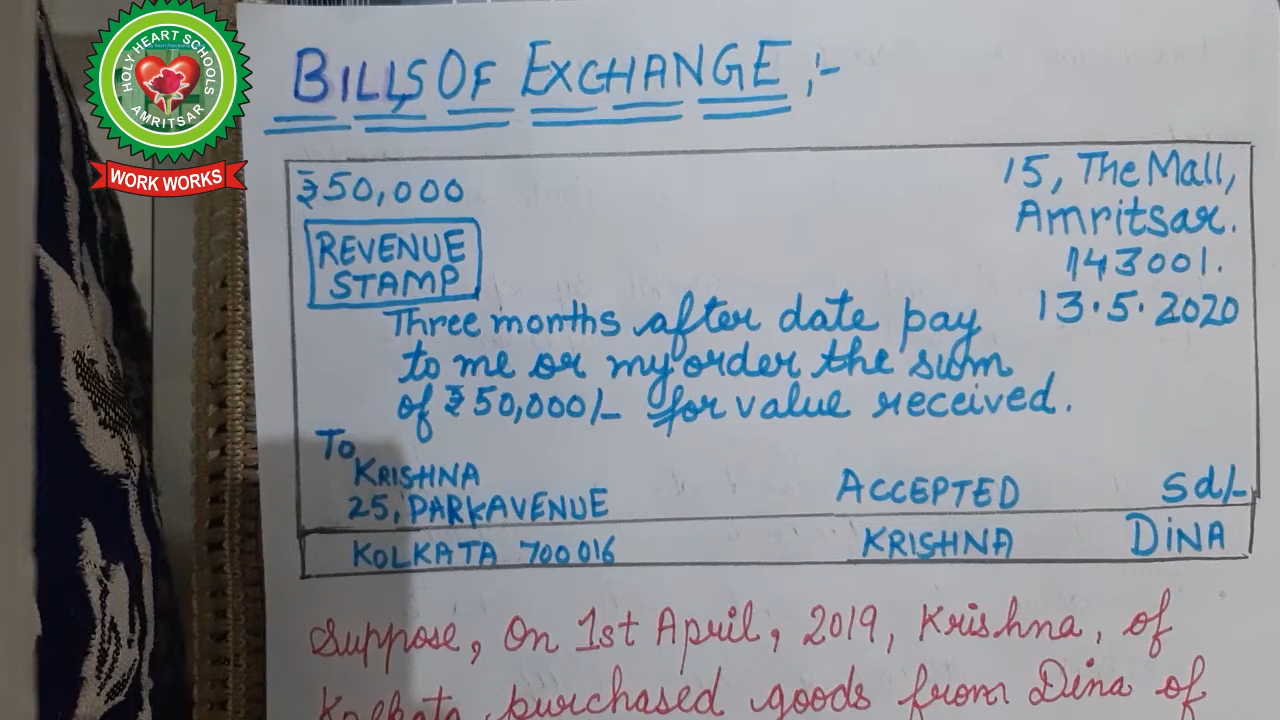 HOLY HEART SCHOOLS
AMRITSAR
WORK WORKS
BILLS OF EXCHANGE :-
₹50,000
15, The Mall,
Amritsar.
143001.
13.5.2020
REVENUE
STAMP
Three months after date pay
to me or my order the sum
of ₹50,000/- for value received.
To
KRISHNA
25, PARKAVENUE
KOLKATA 700016
ACCEPTED
KRISHNA
Sd/-
DINA
Suppose, On 1st April, 2019, Krishna, of
Kolkata purchased goods from Dina of